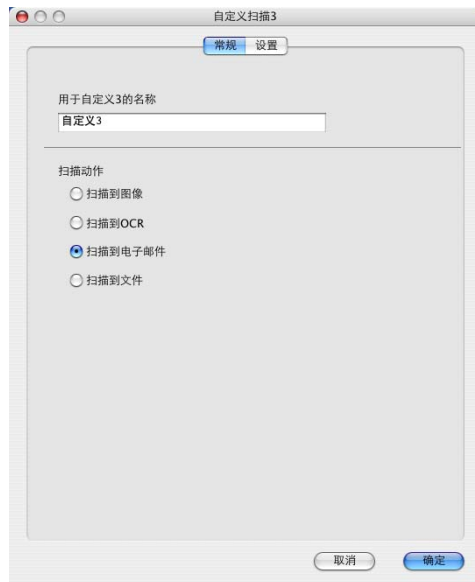 自定义扫描3
常规 设置
用于自定义3的名称
自定义3
扫描动作
扫描到图像
扫描到OCR
扫描到电子邮件
扫描到文件
取消 确定